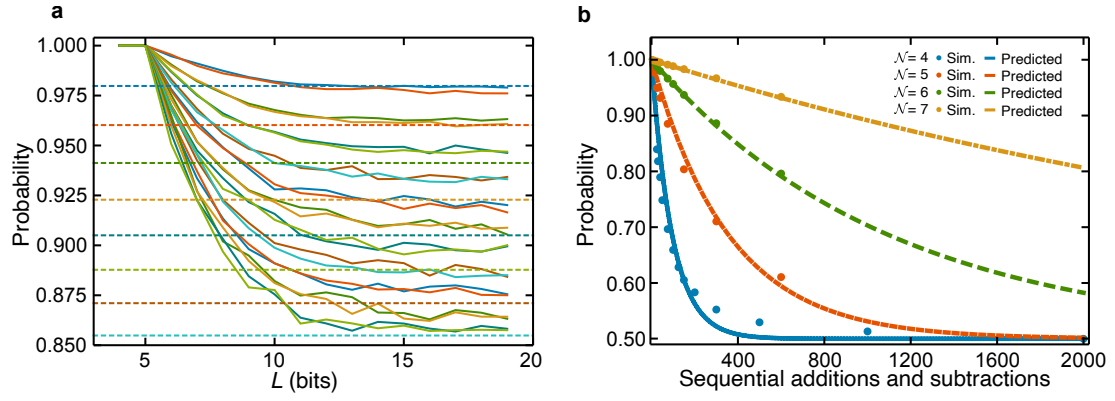 a
1.000
0.975
0.950
0.925
0.900
0.875
0.850
Probability
5
10
15
20
L (bits)
b
1.00
0.90
0.80
0.70
0.60
0.50
Probability
𝒩 = 4 Sim. Predicted
𝒩 = 5 Sim. Predicted
𝒩 = 6 Sim. Predicted
𝒩 = 7 Sim. Predicted
400
800
1200
1600
2000
Sequential additions and subtractions